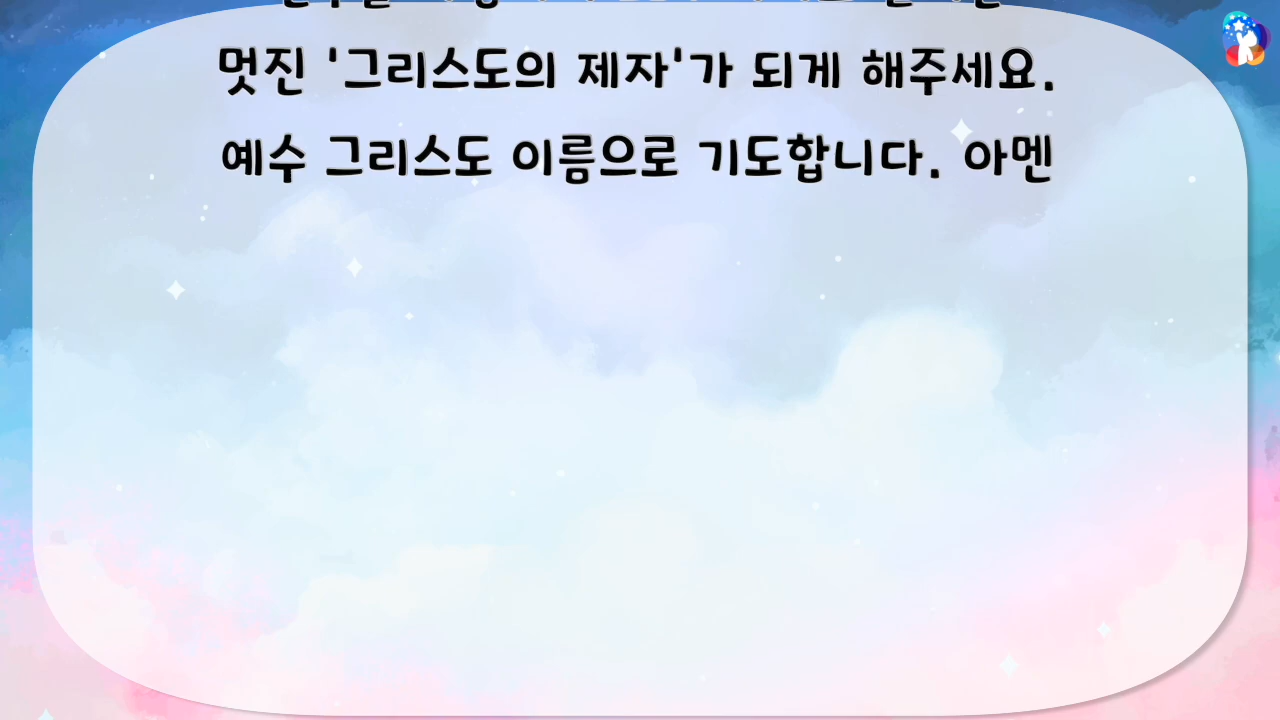 멋진 '그리스도의 제자'가 되게 해주세요.
예수 그리스도 이름으로 기도합니다. 아멘